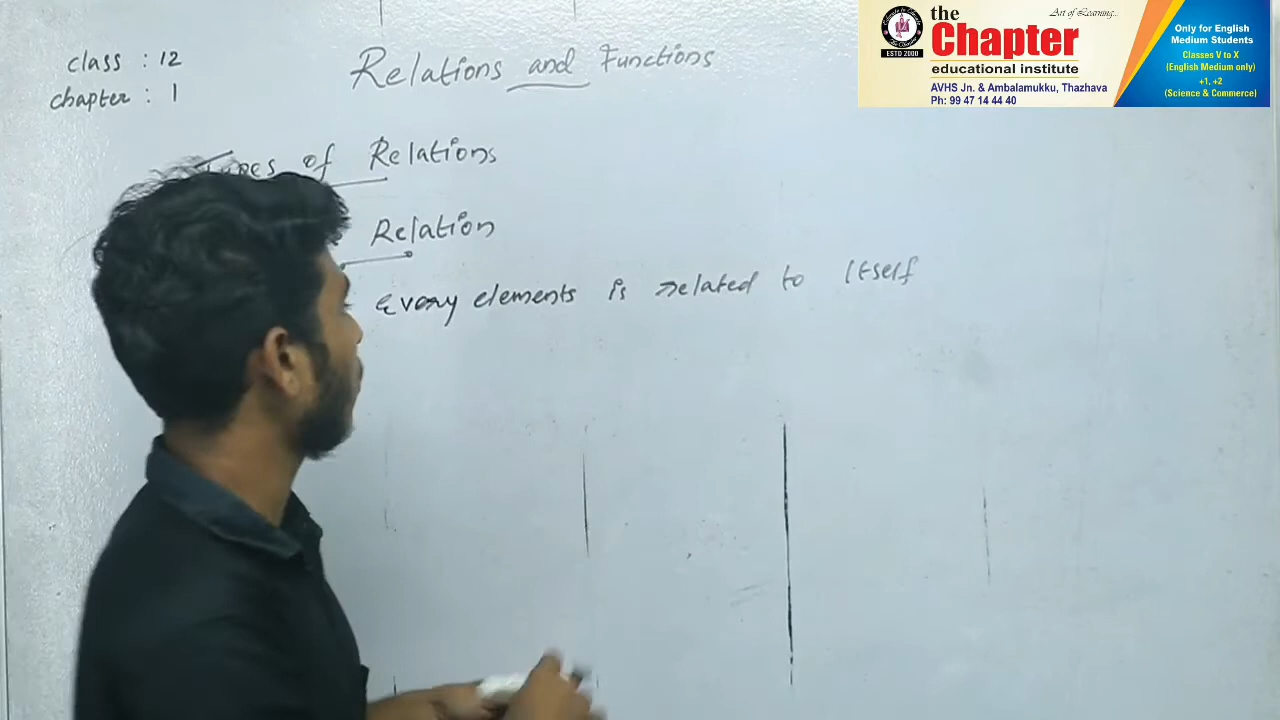 class : 12
chapter : 1
Relations and Functions
Types of Relations
Relation
Every elements is related to Itself
Art of Learning...
the
Chapter
educational institute
AVHS Jn. & Ambalamukku, Thazhava
Ph: 99 47 14 44 40
ESTD 2000
Only for English
Medium Students
Classes V to X
(English Medium only)
+1, +2
(Science & Commerce)